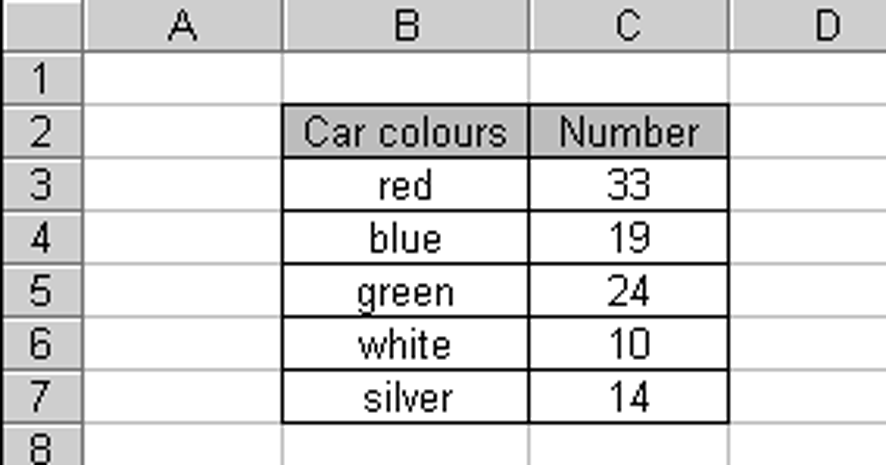 A B C D
1
2 Car colours Number
3 red 33
4 blue 19
5 green 24
6 white 10
7 silver 14
8